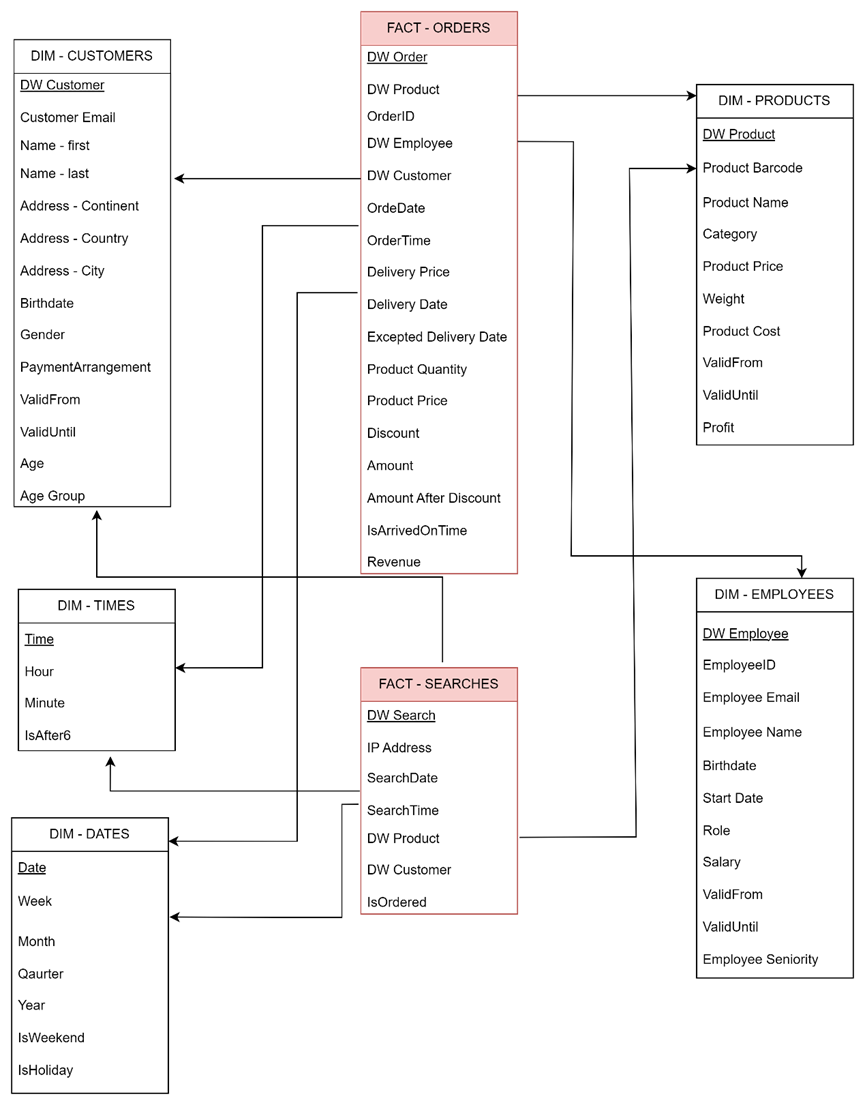 DIM - CUSTOMERS
DW Customer
Customer Email
Name - first
Name - last
Address - Continent
Address - Country
Address - City
Birthdate
Gender
PaymentArrangement
ValidFrom
ValidUntil
Age
Age Group
FACT - ORDERS
DW Order
DW Product
OrderID
DW Employee
DW Customer
OrdeDate
OrderTime
Delivery Price
Delivery Date
Excepted Delivery Date
Product Quantity
Product Price
Discount
Amount
Amount After Discount
IsArrivedOnTime
Revenue
DIM - PRODUCTS
DW Product
Product Barcode
Product Name
Category
Product Price
Weight
Product Cost
ValidFrom
ValidUntil
Profit
DIM - TIMES
Time
Hour
Minute
IsAfter6
FACT - SEARCHES
DW Search
IP Address
SearchDate
SearchTime
DW Product
DW Customer
IsOrdered
DIM - EMPLOYEES
DW Employee
EmployeeID
Employee Email
Employee Name
Birthdate
Start Date
Role
Salary
ValidFrom
ValidUntil
Employee Seniority
DIM - DATES
Date
Week
Month
Qaurter
Year
IsWeekend
IsHoliday